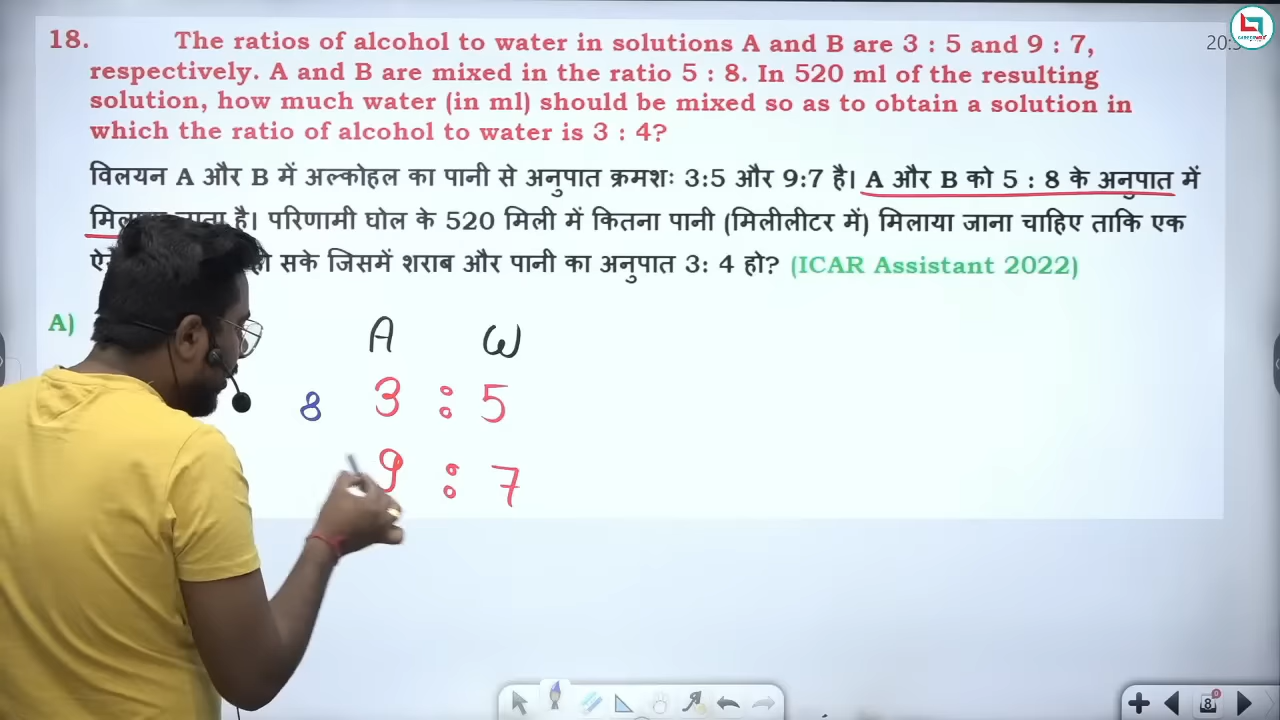 18. The ratios of alcohol to water in solutions A and B are 3 : 5 and 9 : 7,
respectively. A and B are mixed in the ratio 5 : 8. In 520 ml of the resulting
solution, how much water (in ml) should be mixed so as to obtain a solution in
which the ratio of alcohol to water is 3 : 4?
विलयन A और B में अल्कोहल का पानी से अनुपात क्रमशः 3:5 और 9:7 है। A और B को 5 : 8 के अनुपात में
है। परिणामी घोल के 520 मिली में कितना पानी (मिलीलीटर में) मिलाया जाना चाहिए ताकि एक
सके जिसमें शराब और पानी का अनुपात 3: 4 हो? (ICAR Assistant 2022)
A)
A W
8 3 : 5
9 : 7
8